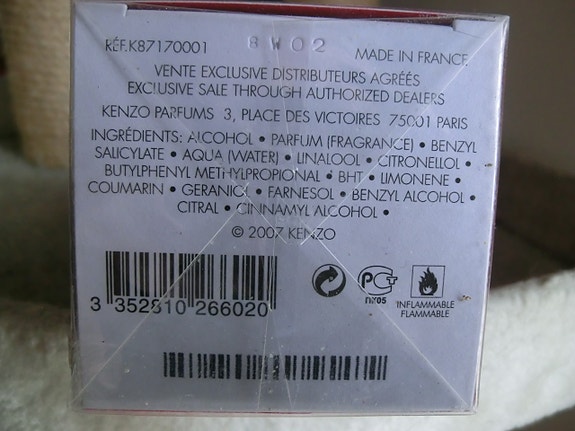 RÉF.K87170001 8W02 MADE IN FRANCE
VENTE EXCLUSIVE DISTRIBUTEURS AGRÉÉS
EXCLUSIVE SALE THROUGH AUTHORIZED DEALERS
KENZO PARFUMS 3, PLACE DES VICTOIRES 75001 PARIS
INGRÉDIENTS: ALCOHOL • PARFUM (FRAGRANCE) • BENZYL
SALICYLATE • AQUA (WATER) • LINALOOL • CITRONELLOL •
BUTYLPHENYL METHYLPROPIONAL • BHT • LIMONENE •
COUMARIN • GERANIOL • FARNESOL • BENZYL ALCOHOL •
CITRAL • CINNAMYL ALCOHOL •
© 2007 KENZO
3 352810 266020
ПК05
INFLAMMABLE
FLAMMABLE